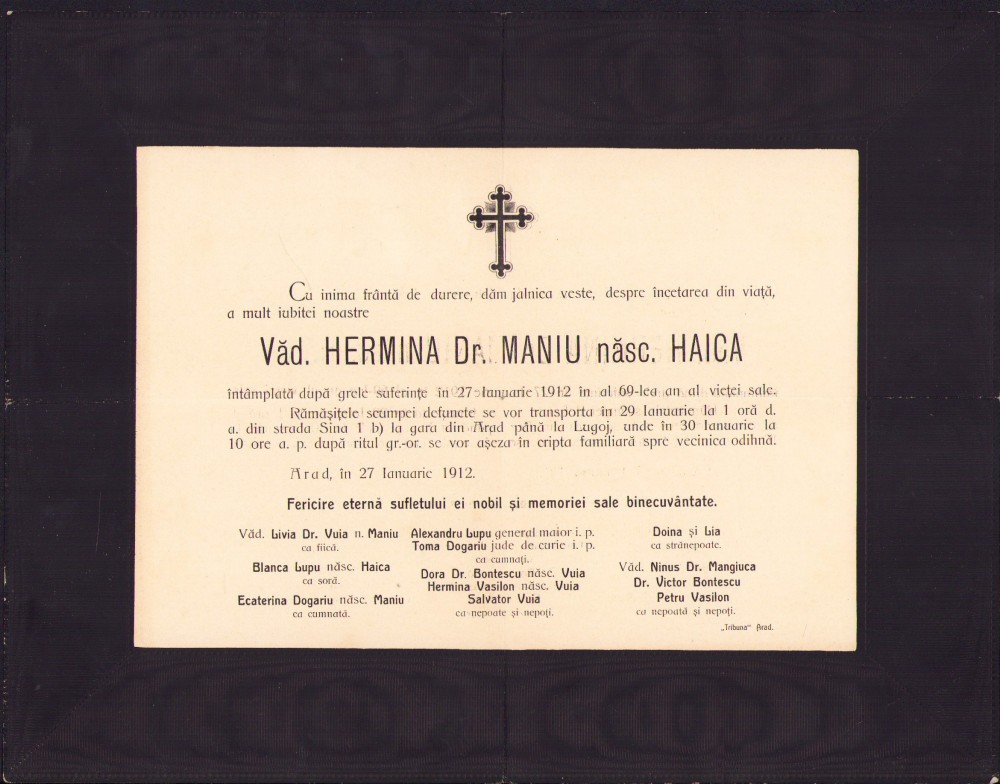 Cu inima frântă de durere, dăm jalnica veste, despre încetarea din viață,
a mult iubitei noastre
Văd. HERMINA Dr. MANIU născ. HAICA
întâmplată după grele suferințe în 27 Ianuarie 1912 în al 69-lea an al vieței sale.
Rămășițele scumpei defuncte se vor transporta în 29 Ianuarie la 1 oră d.
a. din strada Sina 1 b) la gara din Arad până la Lugoj, unde în 30 Ianuarie la
10 ore a. p. după ritul gr.-or. se vor așeza în cripta familiară spre vecinica odihnă.
Arad, în 27 Ianuarie 1912.
Fericire eternă sufletului ei nobil și memoriei sale binecuvântate.
Văd. Livia Dr. Vuia n. Maniu
ca fiică.
Blanca Lupu născ. Haica
ca soră.
Ecaterina Dogariu născ. Maniu
ca cumnată.
Alexandru Lupu general maior i. p.
Toma Dogariu jude de curie i. p.
ca cumnați.
Dora Dr. Bontescu născ. Vuia
Hermina Vasilon născ. Vuia
Salvator Vuia
ca nepoate și nepoți.
Doina și Lia
ca strănepoate.
Văd. Ninus Dr. Mangiuca
Dr. Victor Bontescu
Petru Vasilon
ca nepoată și nepoți.
„Tribuna“ Arad.